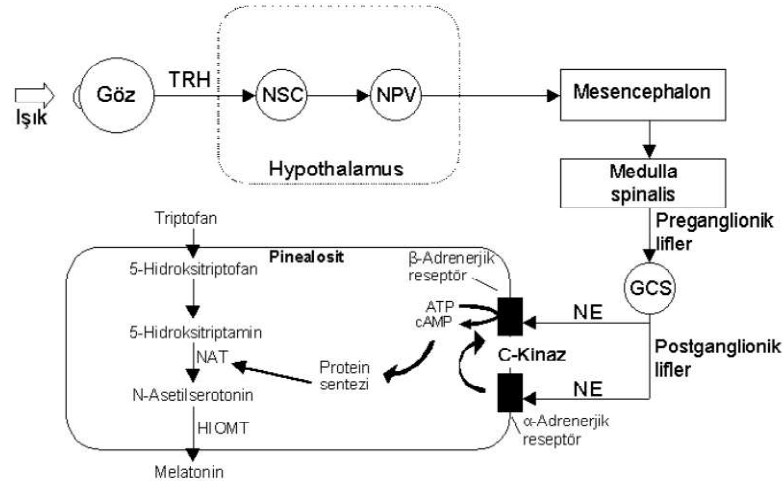 Işık
Göz
TRH
NSC
NPV
Hypothalamus
Mesencephalon
Medulla
spinalis
Preganglionik
lifler
GCS
Postganglionik
lifler
NE
NE
Triptofan
Pinealosit
5-Hidroksitriptofan
5-Hidroksitriptamin
NAT
N-Asetilserotonin
HIOMT
Melatonin
Protein
sentezi
β-Adrenerjik
reseptör
ATP
cAMP
C-Kinaz
α-Adrenerjik
reseptör